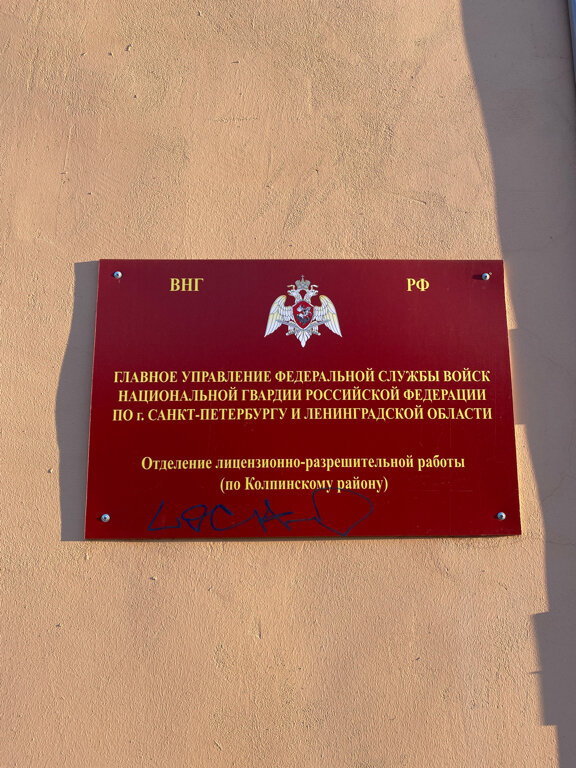 ВНГ РФ
ГЛАВНОЕ УПРАВЛЕНИЕ ФЕДЕРАЛЬНОЙ СЛУЖБЫ ВОЙСК
НАЦИОНАЛЬНОЙ ГВАРДИИ РОССИЙСКОЙ ФЕДЕРАЦИИ
ПО г. САНКТ-ПЕТЕРБУРГУ И ЛЕНИНГРАДСКОЙ ОБЛАСТИ
Отделение лицензионно-разрешительной работы
(по Колпинскому району)